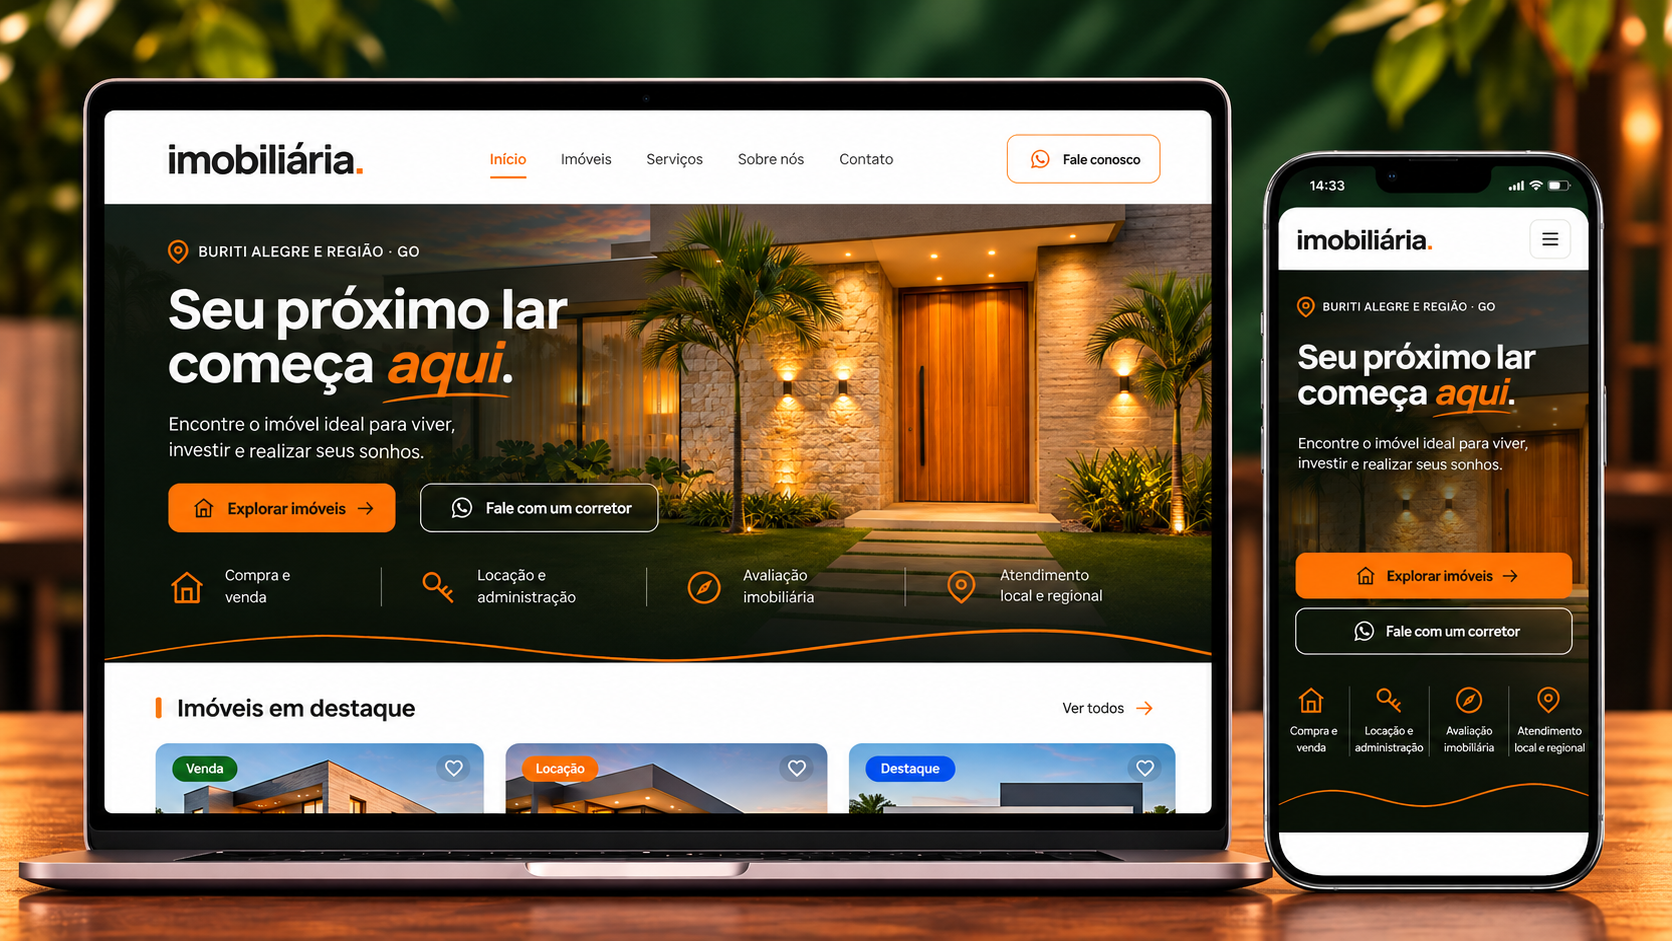 imobiliária.
Início
Imóveis
Serviços
Sobre nós
Contato
Fale conosco
BURITI ALEGRE E REGIÃO · GO
Seu próximo lar
começa aqui.
Encontre o imóvel ideal para viver,
investir e realizar seus sonhos.
Explorar imóveis
Fale com um corretor
Compra e
venda
Locação e
administração
Avaliação
imobiliária
Atendimento
local e regional
Imóveis em destaque
Ver todos
Venda
Locação
Destaque
14:33
imobiliária.
BURITI ALEGRE E REGIÃO · GO
Seu próximo lar
começa aqui.
Encontre o imóvel ideal para viver,
investir e realizar seus sonhos.
Explorar imóveis
Fale com um corretor
Compra e
venda
Locação e
administração
Avaliação
imobiliária
Atendimento
local e regional